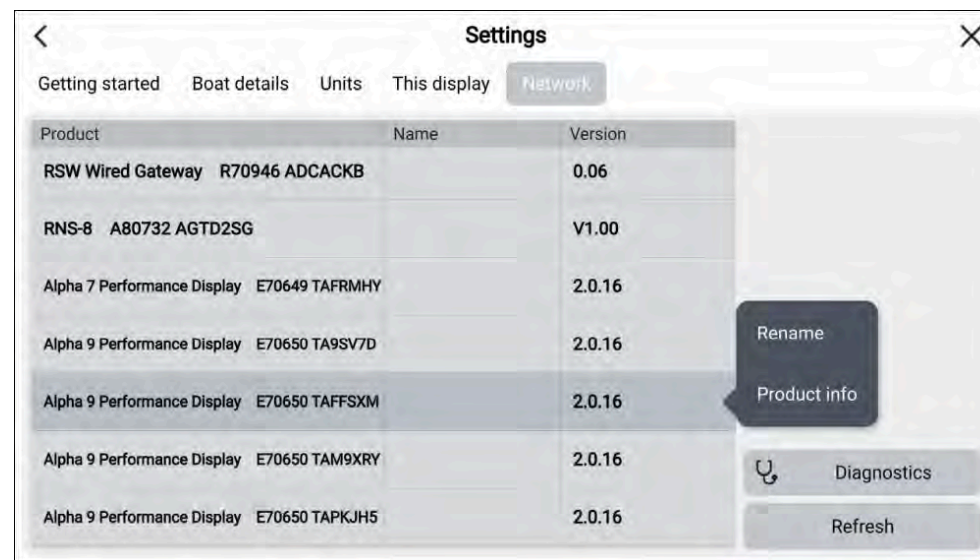 Settings
Getting started Boat details Units This display Network
Product Name Version
RSW Wired Gateway R70946 ADCACKB 0.06
RNS-8 A80732 AGTD2SG V1.00
Alpha 7 Performance Display E70649 TAFRMHY 2.0.16
Alpha 9 Performance Display E70650 TA9SV7D 2.0.16
Rename
Alpha 9 Performance Display E70650 TAFFSXM 2.0.16
Product info
Alpha 9 Performance Display E70650 TAM9XRY 2.0.16
Diagnostics
Alpha 9 Performance Display E70650 TAPKJH5 2.0.16
Refresh